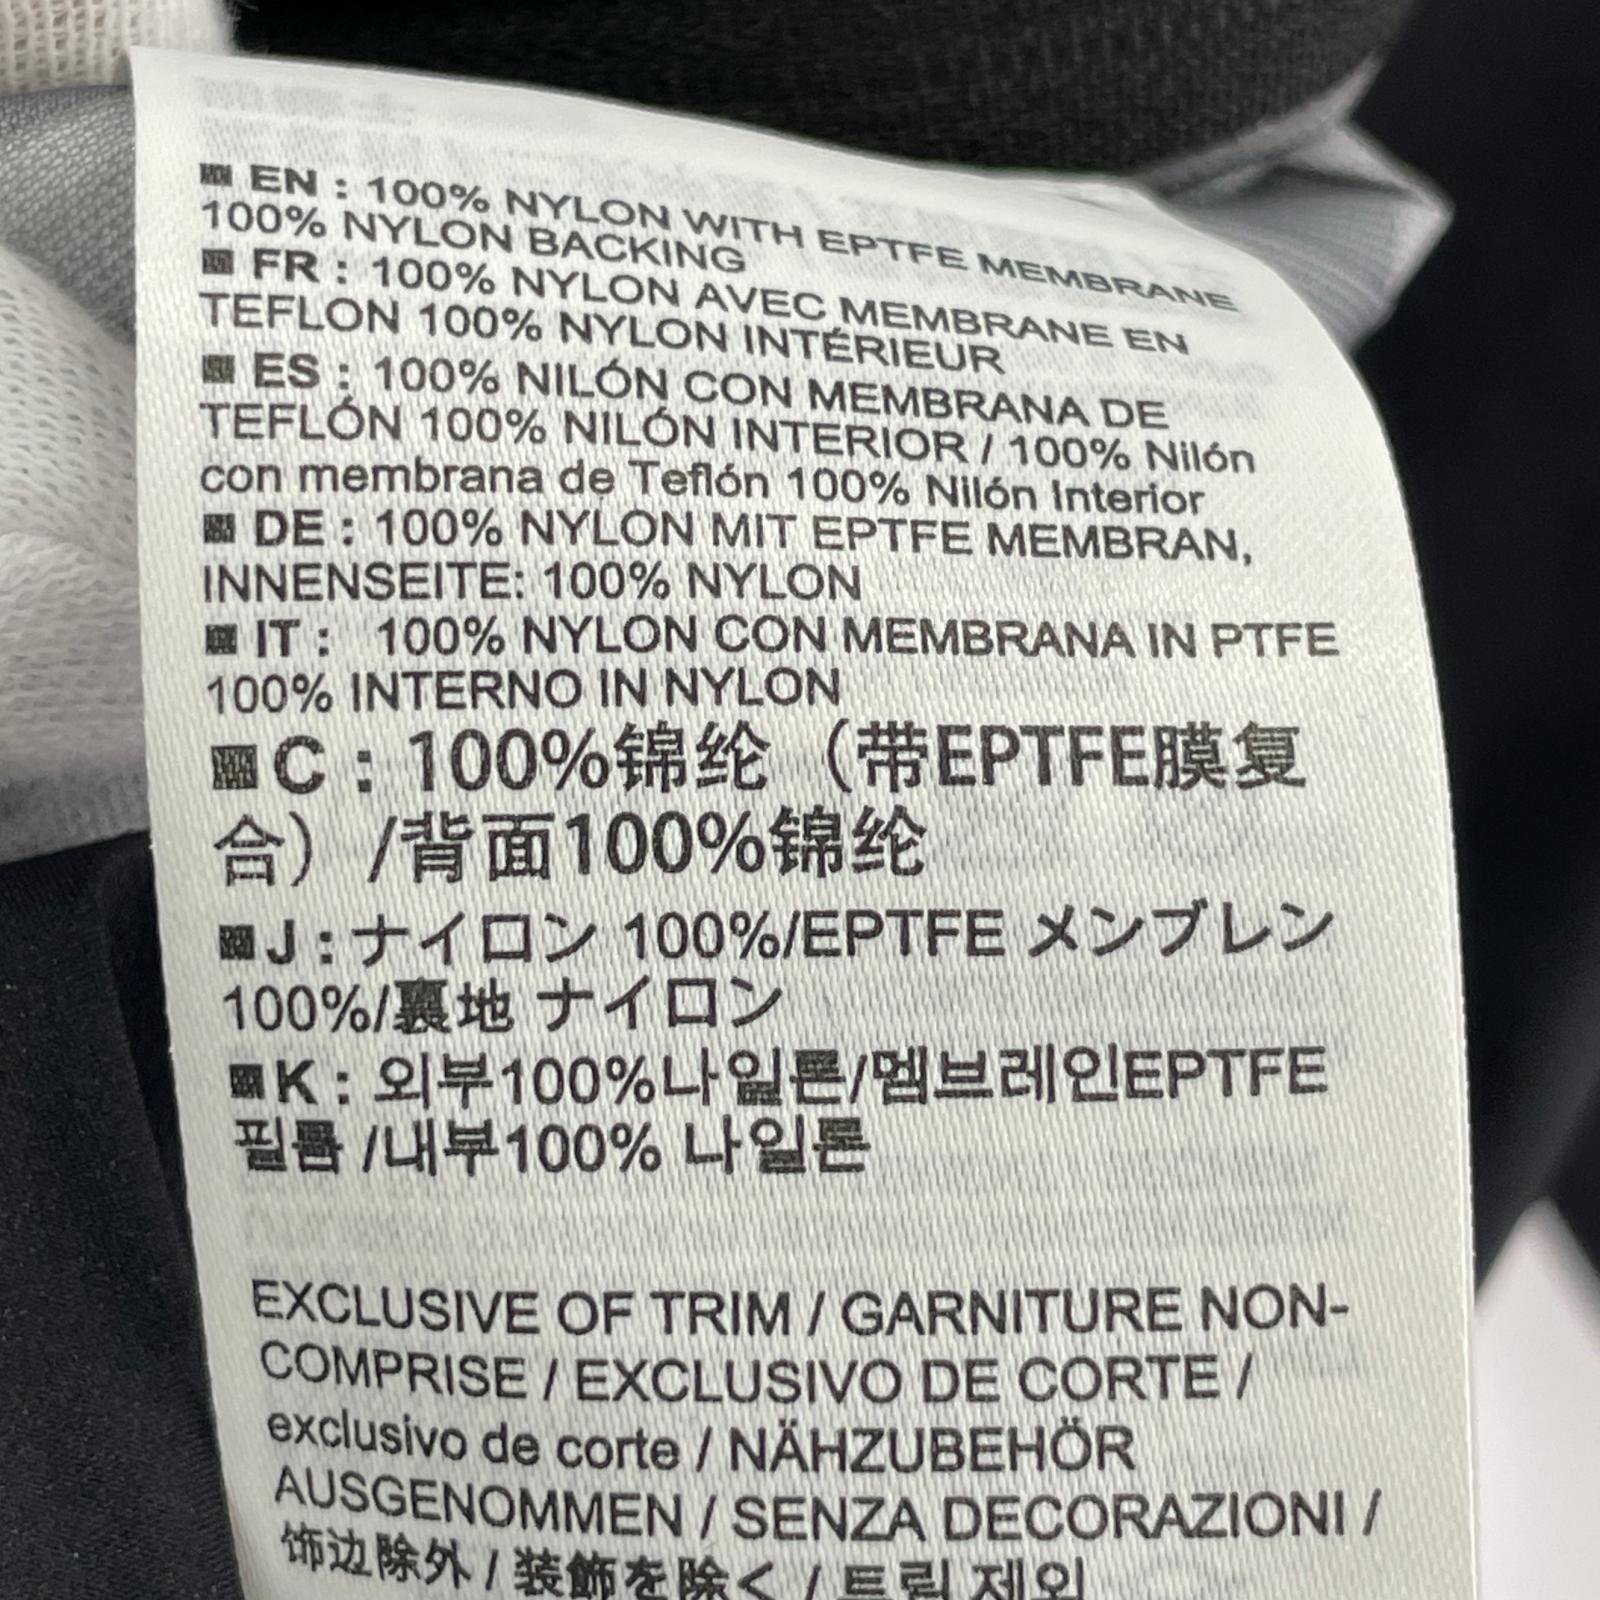 EN : 100% NYLON WITH EPTFE MEMBRANE
100% NYLON BACKING
FR : 100% NYLON AVEC MEMBRANE EN
TEFLON 100% NYLON INTÉRIEUR
ES : 100% NILÓN CON MEMBRANA DE
TEFLÓN 100% NILÓN INTERIOR / 100% Nilón
con membrana de Teflón 100% Nilón Interior
DE : 100% NYLON MIT EPTFE MEMBRAN,
INNENSEITE: 100% NYLON
IT : 100% NYLON CON MEMBRANA IN PTFE
100% INTERNO IN NYLON
C : 100%锦纶（带EPTFE膜复
合）/背面100%锦纶
J : ナイロン 100%/EPTFE メンブレン
100%/裏地 ナイロン
K : 외부100%나일론/멤브레인EPTFE
필름 /내부100% 나일론
EXCLUSIVE OF TRIM / GARNITURE NON-
COMPRISE / EXCLUSIVO DE CORTE /
exclusivo de corte / NÄHZUBEHÖR
AUSGENOMMEN / SENZA DECORAZIONI /
饰边除外 / 装飾を除く / 트림 제외